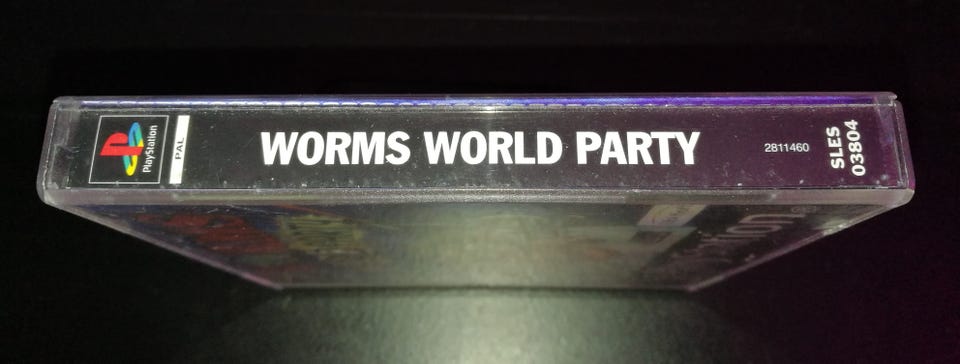 PlayStation
PAL
WORMS WORLD PARTY
2811460
SLES
03804